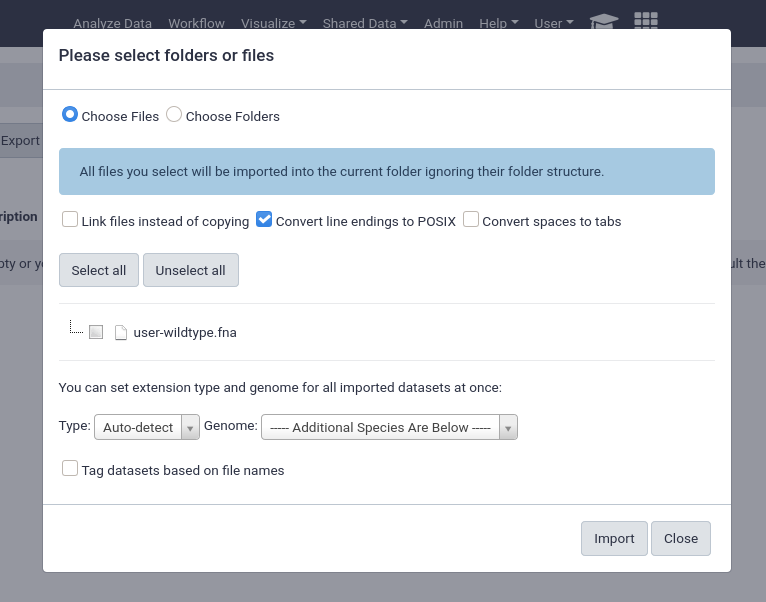 Analyze Data Workflow Visualize Shared Data Admin Help User
Please select folders or files
Choose Files Choose Folders
Export
All files you select will be imported into the current folder ignoring their folder structure.
ription
Link files instead of copying Convert line endings to POSIX Convert spaces to tabs
ult the
Select all Unselect all
user-wildtype.fna
You can set extension type and genome for all imported datasets at once:
Type: Auto-detect Genome: ----- Additional Species Are Below -----
Tag datasets based on file names
Import Close